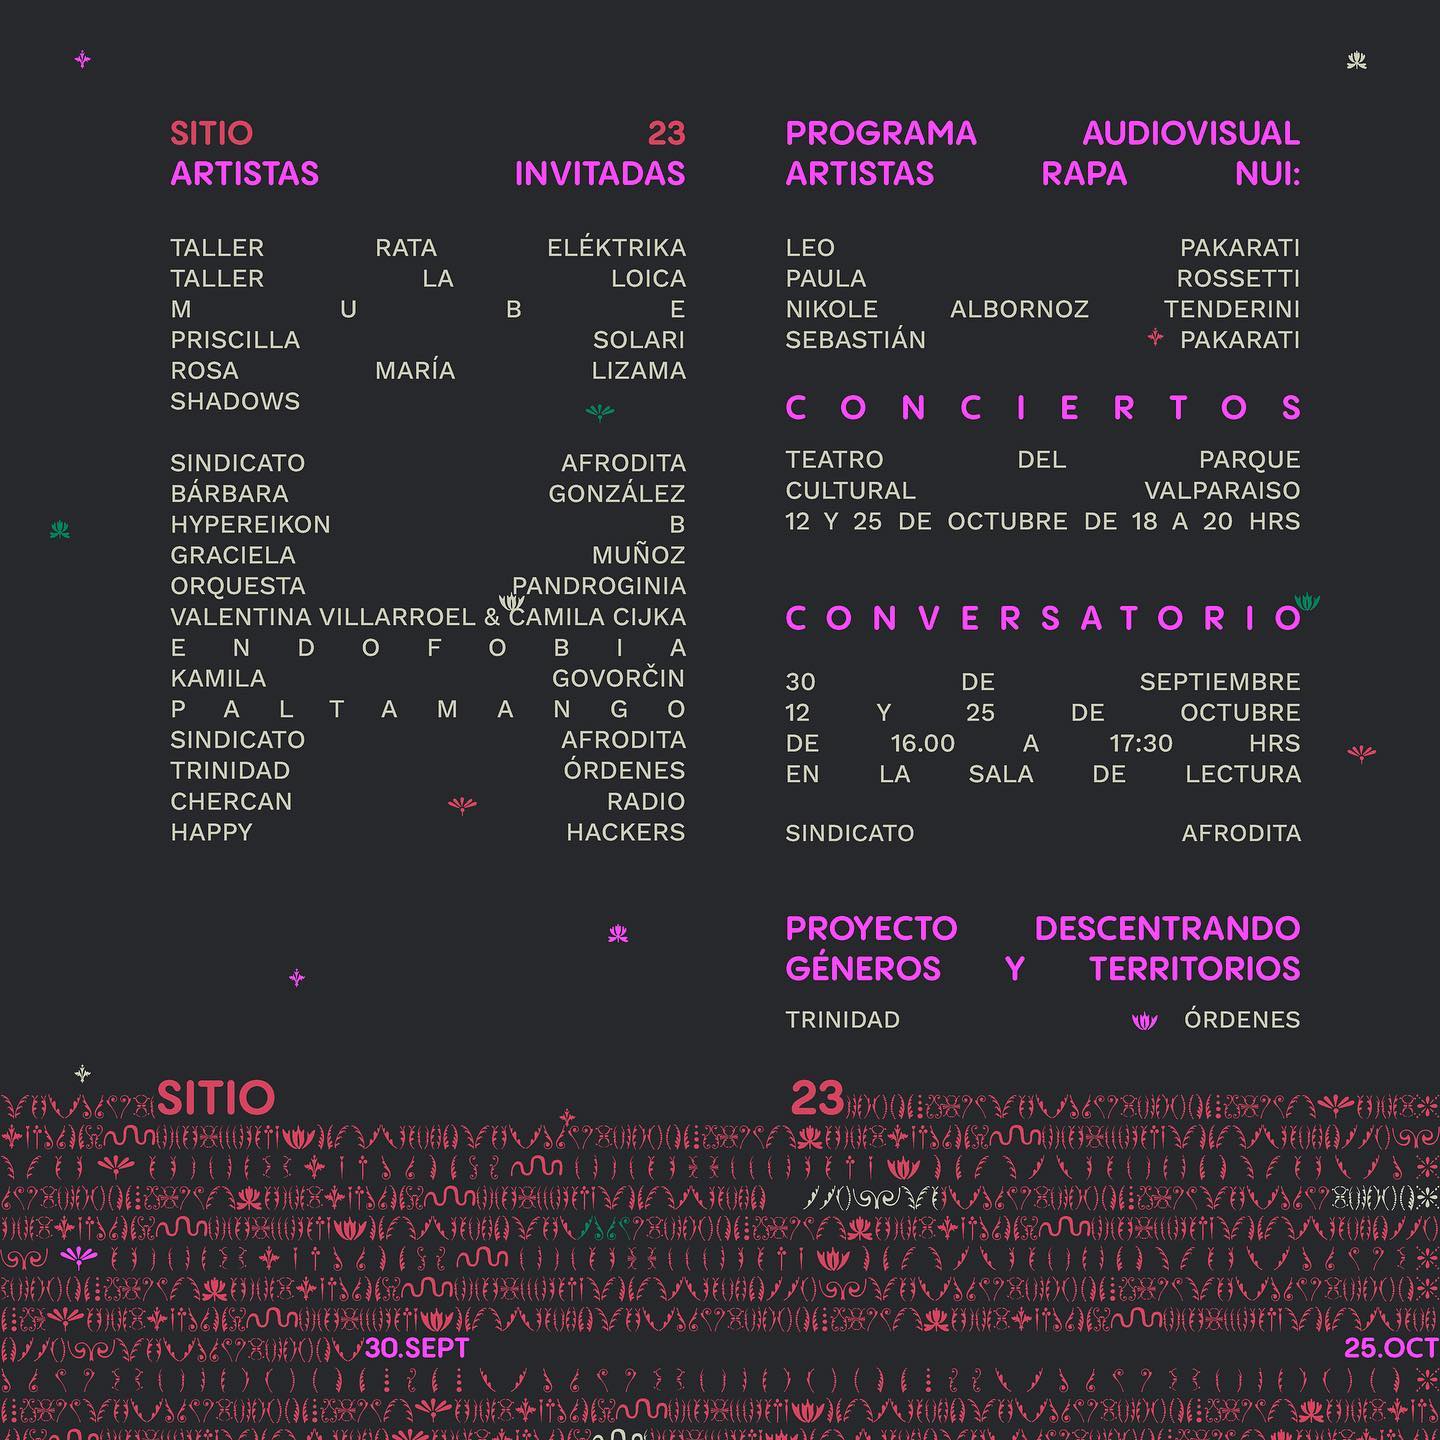 SITIO 23
ARTISTAS INVITADAS
TALLER RATA ELÉKTRIKA
TALLER LA LOICA
M U B E
PRISCILLA SOLARI
ROSA MARÍA LIZAMA
SHADOWS
SINDICATO AFRODITA
BÁRBARA GONZÁLEZ
HYPEREIKON B
GRACIELA MUÑOZ
ORQUESTA PANDROGINIA
VALENTINA VILLARROEL & CAMILA CIJKA
E N D O F O B I A
KAMILA GOVORČIN
P A L T A M A N G O
SINDICATO AFRODITA
TRINIDAD ÓRDENES
CHERCAN RADIO
HAPPY HACKERS
PROGRAMA AUDIOVISUAL
ARTISTAS RAPA NUI:
LEO PAKARATI
PAULA ROSSETTI
NIKOLE ALBORNOZ TENDERINI
SEBASTIÁN PAKARATI
C O N C I E R T O S
TEATRO DEL PARQUE
CULTURAL VALPARAISO
12 Y 25 DE OCTUBRE DE 18 A 20 HRS
C O N V E R S A T O R I O
30 DE SEPTIEMBRE
12 Y 25 DE OCTUBRE
DE 16.00 A 17:30 HRS
EN LA SALA DE LECTURA
SINDICATO AFRODITA
PROYECTO DESCENTRANDO
GÉNEROS Y TERRITORIOS
TRINIDAD ÓRDENES
SITIO 23
30.SEPT 25.OCT